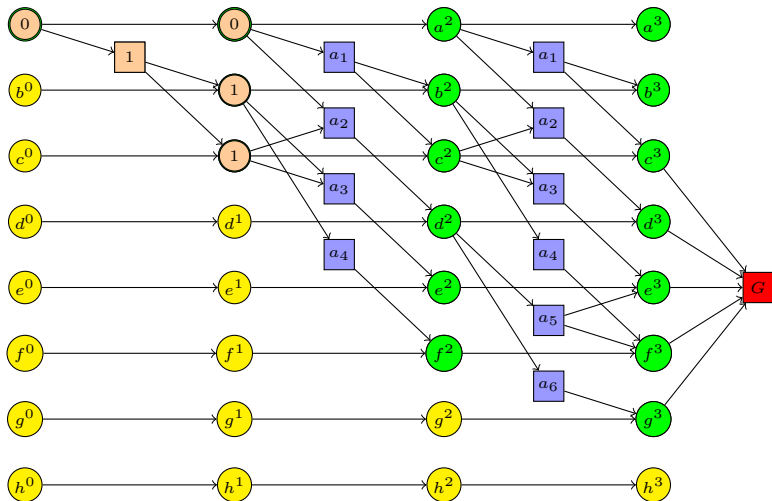 0 0 a² a³
1 a₁ a₁
b⁰ 1 b² b³
a₂ a₂
c⁰ 1 c² c³
a₃ a₃
d⁰ d¹ d² d³
a₄ a₄
e⁰ e¹ e² e³ G
a₅
f⁰ f¹ f² f³
a₆
g⁰ g¹ g² g³
h⁰ h¹ h² h³